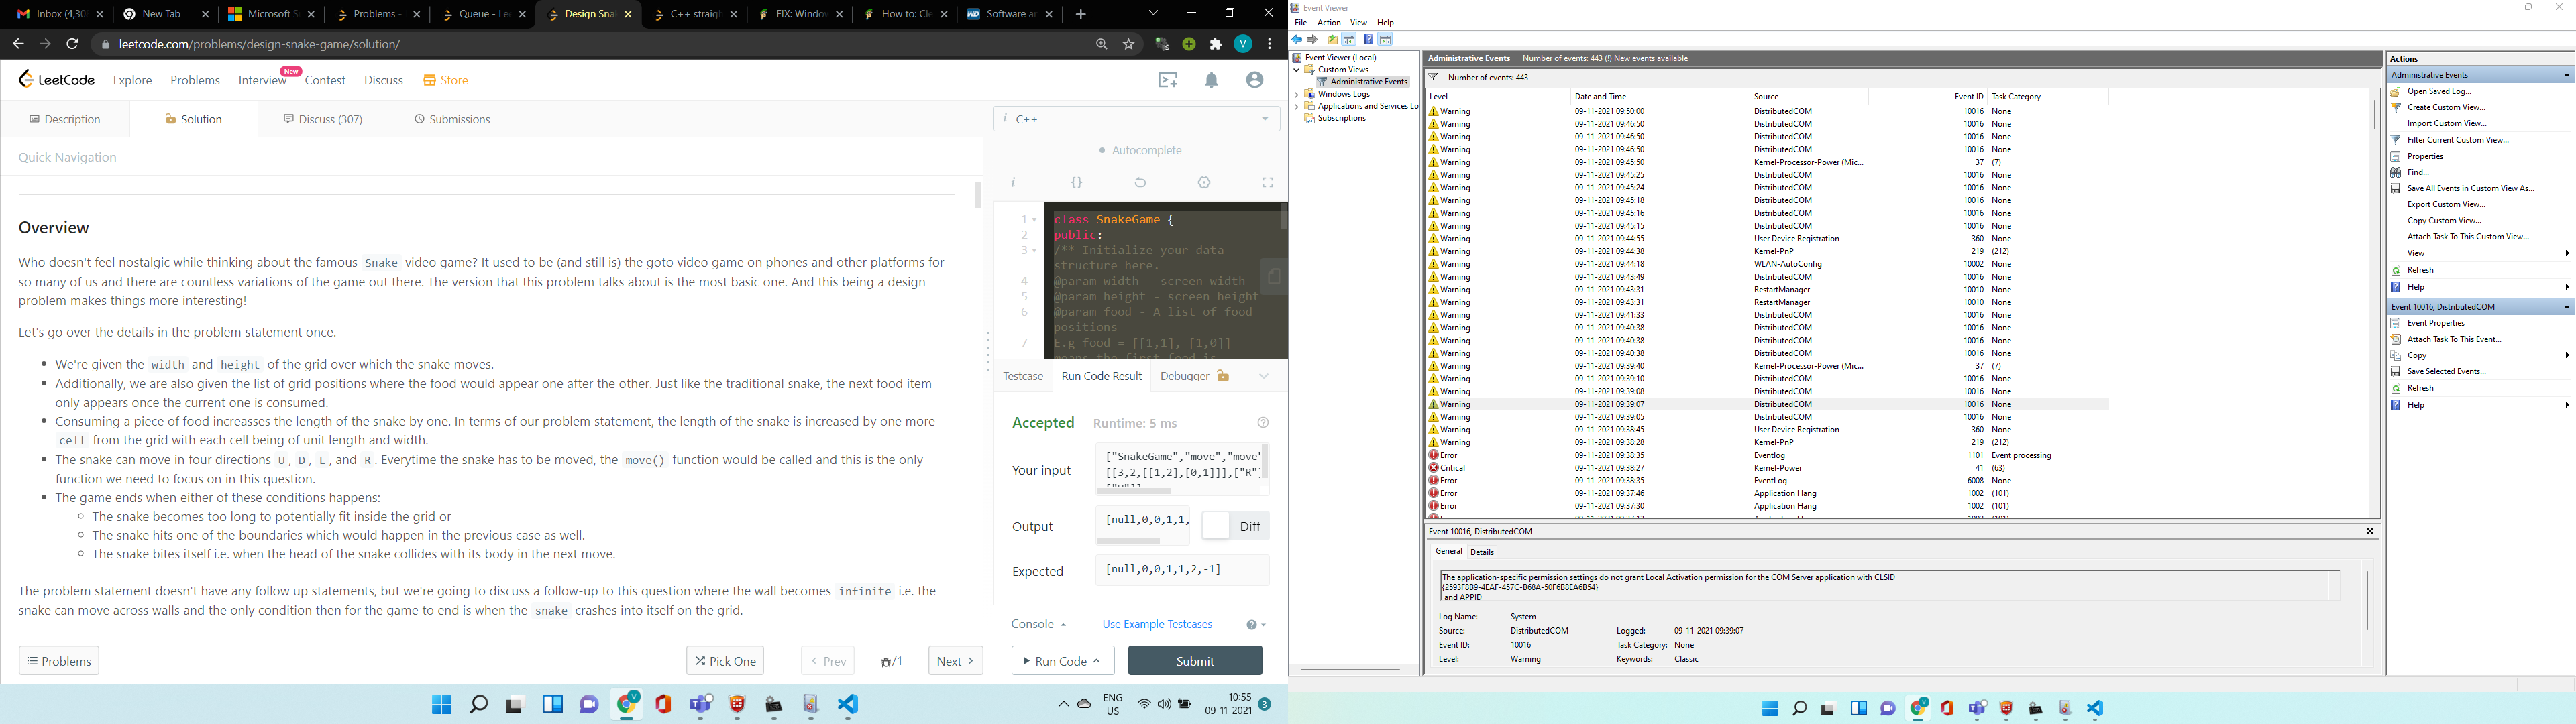 Inbox (4,30
New Tab
Microsoft S
Problems -
Queue - Le
Design Sna
C++ straigh
FIX: Window
How to: Cle
Software an
leetcode.com/problems/design-snake-game/solution/
V
LeetCode
Explore
Problems
Interview
New
Contest
Discuss
Store
Description
Solution
Discuss (307)
Submissions
Quick Navigation
Overview
Who doesn't feel nostalgic while thinking about the famous Snake video game? It used to be (and still is) the goto video game on phones and other platforms for
so many of us and there are countless variations of the game out there. The version that this problem talks about is the most basic one. And this being a design
problem makes things more interesting!
Let's go over the details in the problem statement once.
• We're given the width and height of the grid over which the snake moves.
• Additionally, we are also given the list of grid positions where the food would appear one after the other. Just like the traditional snake, the next food item
only appears once the current one is consumed.
• Consuming a piece of food increasses the length of the snake by one. In terms of our problem statement, the length of the snake is increased by one more
cell from the grid with each cell being of unit length and width.
• The snake can move in four directions U, D, L, and R. Everytime the snake has to be moved, the move() function would be called and this is the only
function we need to focus on in this question.
• The game ends when either of these conditions happens:
○ The snake becomes too long to potentially fit inside the grid or
○ The snake hits one of the boundaries which would happen in the previous case as well.
○ The snake bites itself i.e. when the head of the snake collides with its body in the next move.
The problem statement doesn't have any follow up statements, but we're going to discuss a follow-up to this question where the wall becomes infinite i.e. the
snake can move across walls and the only condition then for the game to end is when the snake crashes into itself on the grid.
Problems
Pick One
< Prev
/1
Next >
i C++
Autocomplete
i {}
1 class SnakeGame {
2 public:
3 /** Initialize your data
structure here.
4 @param width - screen width
5 @param height - screen height
6 @param food - A list of food
positions
7 E.g food = [[1,1], [1,0]]
means the first food is
Testcase
Run Code Result
Debugger
Accepted
Runtime: 5 ms
Your input
["SnakeGame","move","move"
[[3,2,[[1,2],[0,1]]],["R"]
Output
[null,0,0,1,1,
Diff
Expected
[null,0,0,1,1,2,-1]
Console
Use Example Testcases
Run Code
Submit
ENG
US
10:55
09-11-2021
3
Event Viewer
File Action View Help
Event Viewer (Local)
Custom Views
Administrative Events
Windows Logs
Applications and Services Lo
Subscriptions
Administrative Events Number of events: 443 (!) New events available
Number of events: 443
Level Date and Time Source Event ID Task Category
Warning 09-11-2021 09:50:00 DistributedCOM 10016 None
Warning 09-11-2021 09:46:50 DistributedCOM 10016 None
Warning 09-11-2021 09:46:50 DistributedCOM 10016 None
Warning 09-11-2021 09:46:50 DistributedCOM 10016 None
Warning 09-11-2021 09:45:50 Kernel-Processor-Power (Mic... 37 (7)
Warning 09-11-2021 09:45:25 DistributedCOM 10016 None
Warning 09-11-2021 09:45:24 DistributedCOM 10016 None
Warning 09-11-2021 09:45:18 DistributedCOM 10016 None
Warning 09-11-2021 09:45:16 DistributedCOM 10016 None
Warning 09-11-2021 09:45:15 DistributedCOM 10016 None
Warning 09-11-2021 09:44:55 User Device Registration 360 None
Warning 09-11-2021 09:44:38 Kernel-PnP 219 (212)
Warning 09-11-2021 09:44:18 WLAN-AutoConfig 10002 None
Warning 09-11-2021 09:43:49 DistributedCOM 10016 None
Warning 09-11-2021 09:43:31 RestartManager 10010 None
Warning 09-11-2021 09:43:31 RestartManager 10010 None
Warning 09-11-2021 09:41:33 DistributedCOM 10016 None
Warning 09-11-2021 09:40:38 DistributedCOM 10016 None
Warning 09-11-2021 09:40:38 DistributedCOM 10016 None
Warning 09-11-2021 09:40:38 DistributedCOM 10016 None
Warning 09-11-2021 09:39:40 Kernel-Processor-Power (Mic... 37 (7)
Warning 09-11-2021 09:39:10 DistributedCOM 10016 None
Warning 09-11-2021 09:39:08 DistributedCOM 10016 None
Warning 09-11-2021 09:39:07 DistributedCOM 10016 None
Warning 09-11-2021 09:39:05 DistributedCOM 10016 None
Warning 09-11-2021 09:38:45 User Device Registration 360 None
Warning 09-11-2021 09:38:28 Kernel-PnP 219 (212)
Error 09-11-2021 09:38:35 Eventlog 1101 Event processing
Critical 09-11-2021 09:38:27 Kernel-Power 41 (63)
Error 09-11-2021 09:38:35 EventLog 6008 None
Error 09-11-2021 09:37:46 Application Hang 1002 (101)
Error 09-11-2021 09:37:30 Application Hang 1002 (101)
Event 10016, DistributedCOM
General Details
The application-specific permission settings do not grant Local Activation permission for the COM Server application with CLSID
{2593F8B9-4EAF-457C-B68A-50F6B8EA6B54}
and APPID
Log Name: System
Source: DistributedCOM Logged: 09-11-2021 09:39:07
Event ID: 10016 Task Category: None
Level: Warning Keywords: Classic
Actions
Administrative Events
Open Saved Log...
Create Custom View...
Import Custom View...
Filter Current Custom View...
Properties
Find...
Save All Events in Custom View As...
Export Custom View...
Copy Custom View...
Attach Task To This Custom View...
View
Refresh
Help
Event 10016, DistributedCOM
Event Properties
Attach Task To This Event...
Copy
Save Selected Events...
Refresh
Help